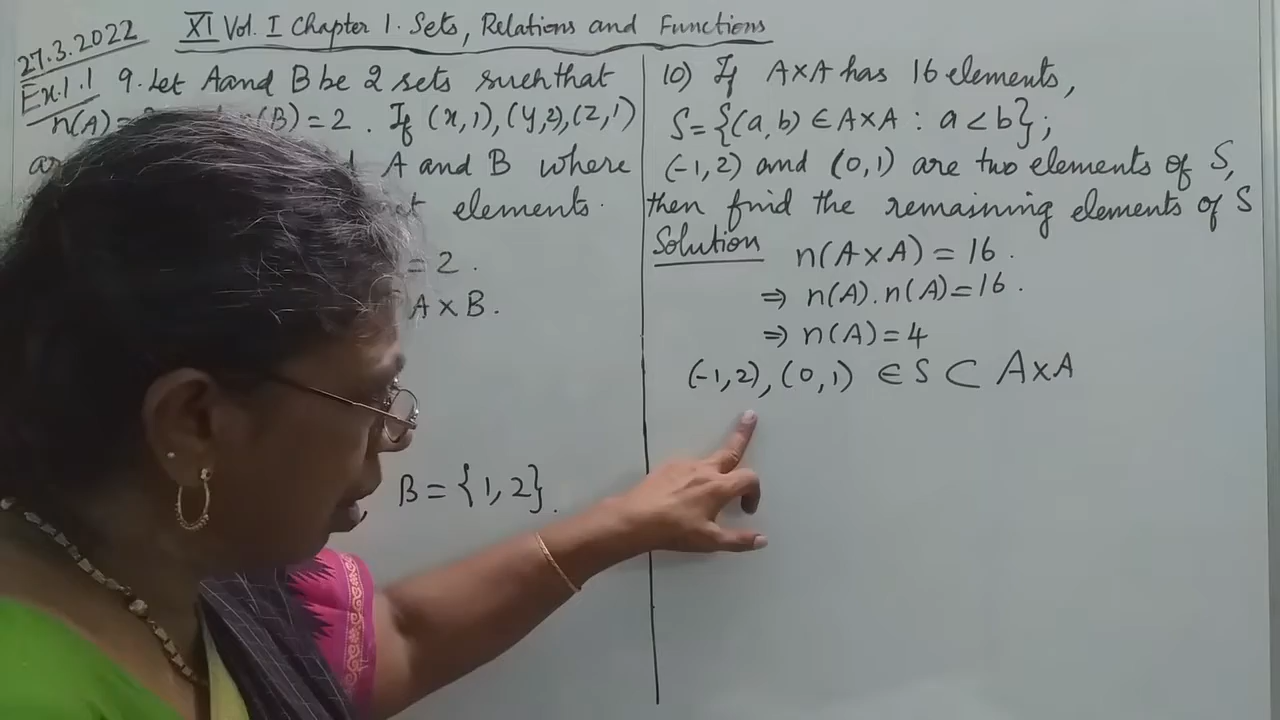 27.3.2022
XI Vol. I Chapter 1. Sets, Relations and Functions
Ex.1.1 9. Let A and B be 2 sets such that
n(A)= (B)=2. If (x,1),(y,2),(z,1)
A and B where
elements.
=2.
A×B.
B={1,2}.
10) If A×A has 16 elements,
S={(a,b)∈A×A : a<b};
(-1,2) and (0,1) are two elements of S,
then find the remaining elements of S
Solution n(A×A)=16.
⇒ n(A).n(A)=16.
⇒ n(A)=4
(-1,2),(0,1) ∈ S ⊂ A×A